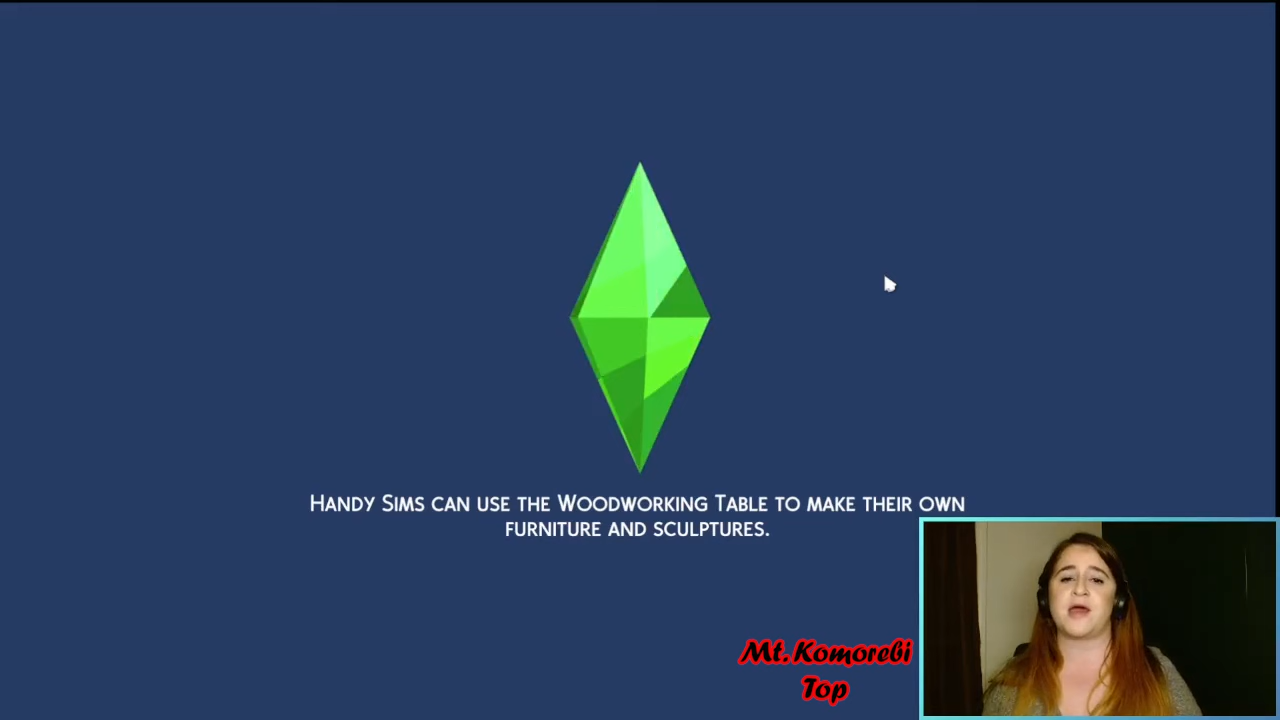 Handy Sims can use the Woodworking Table to make their own
furniture and sculptures.
Mt. Komorebi
Top